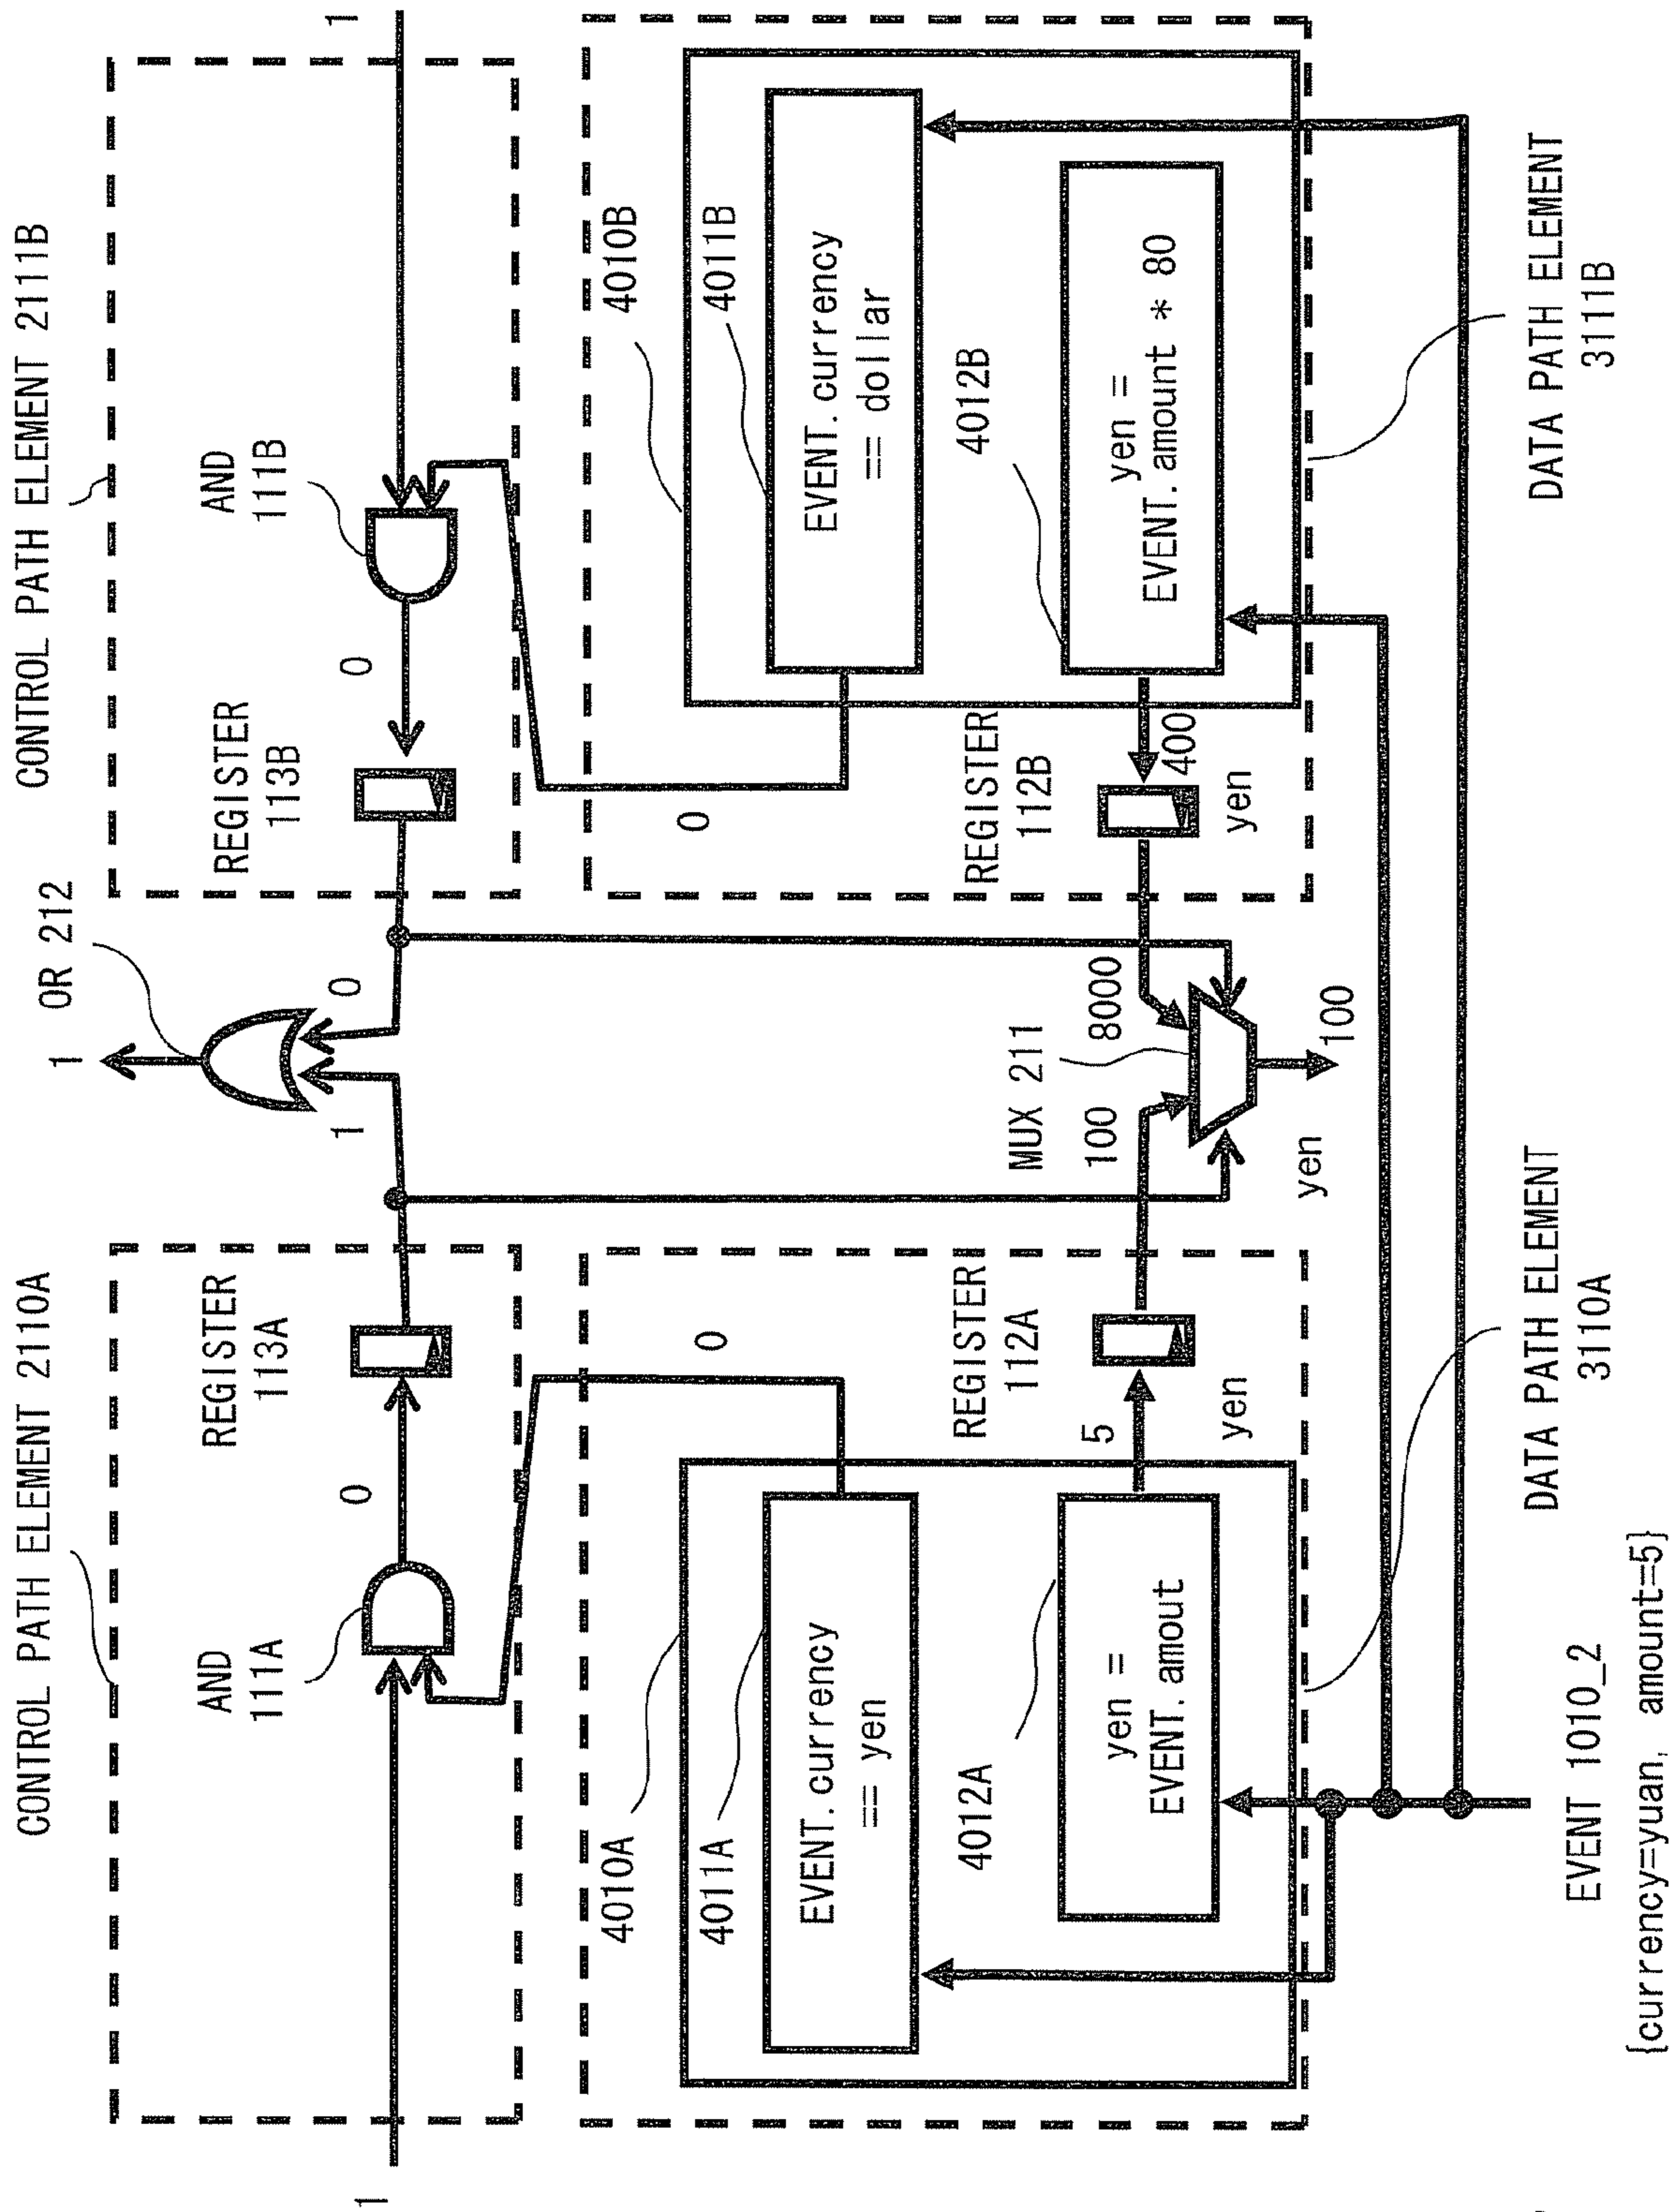 CONTROL PATH ELEMENT 2110A
CONTROL PATH ELEMENT 2111B
OR 212
1
1
AND
111A
0
REGISTER
113A
1
0
REGISTER
113B
0
AND
111B
1
4010A
4011A
EVENT.currency
== yen
0
4012A
yen =
EVENT.amout
5
REGISTER
112A
yen
MUX 211
100
8000
yen
100
0
REGISTER
112B
400
yen
4010B
4011B
EVENT.currency
== dollar
4012B
yen =
EVENT.amount * 80
EVENT 1010_2
{currency=yuan, amount=5}
DATA PATH ELEMENT
3110A
DATA PATH ELEMENT
3111B